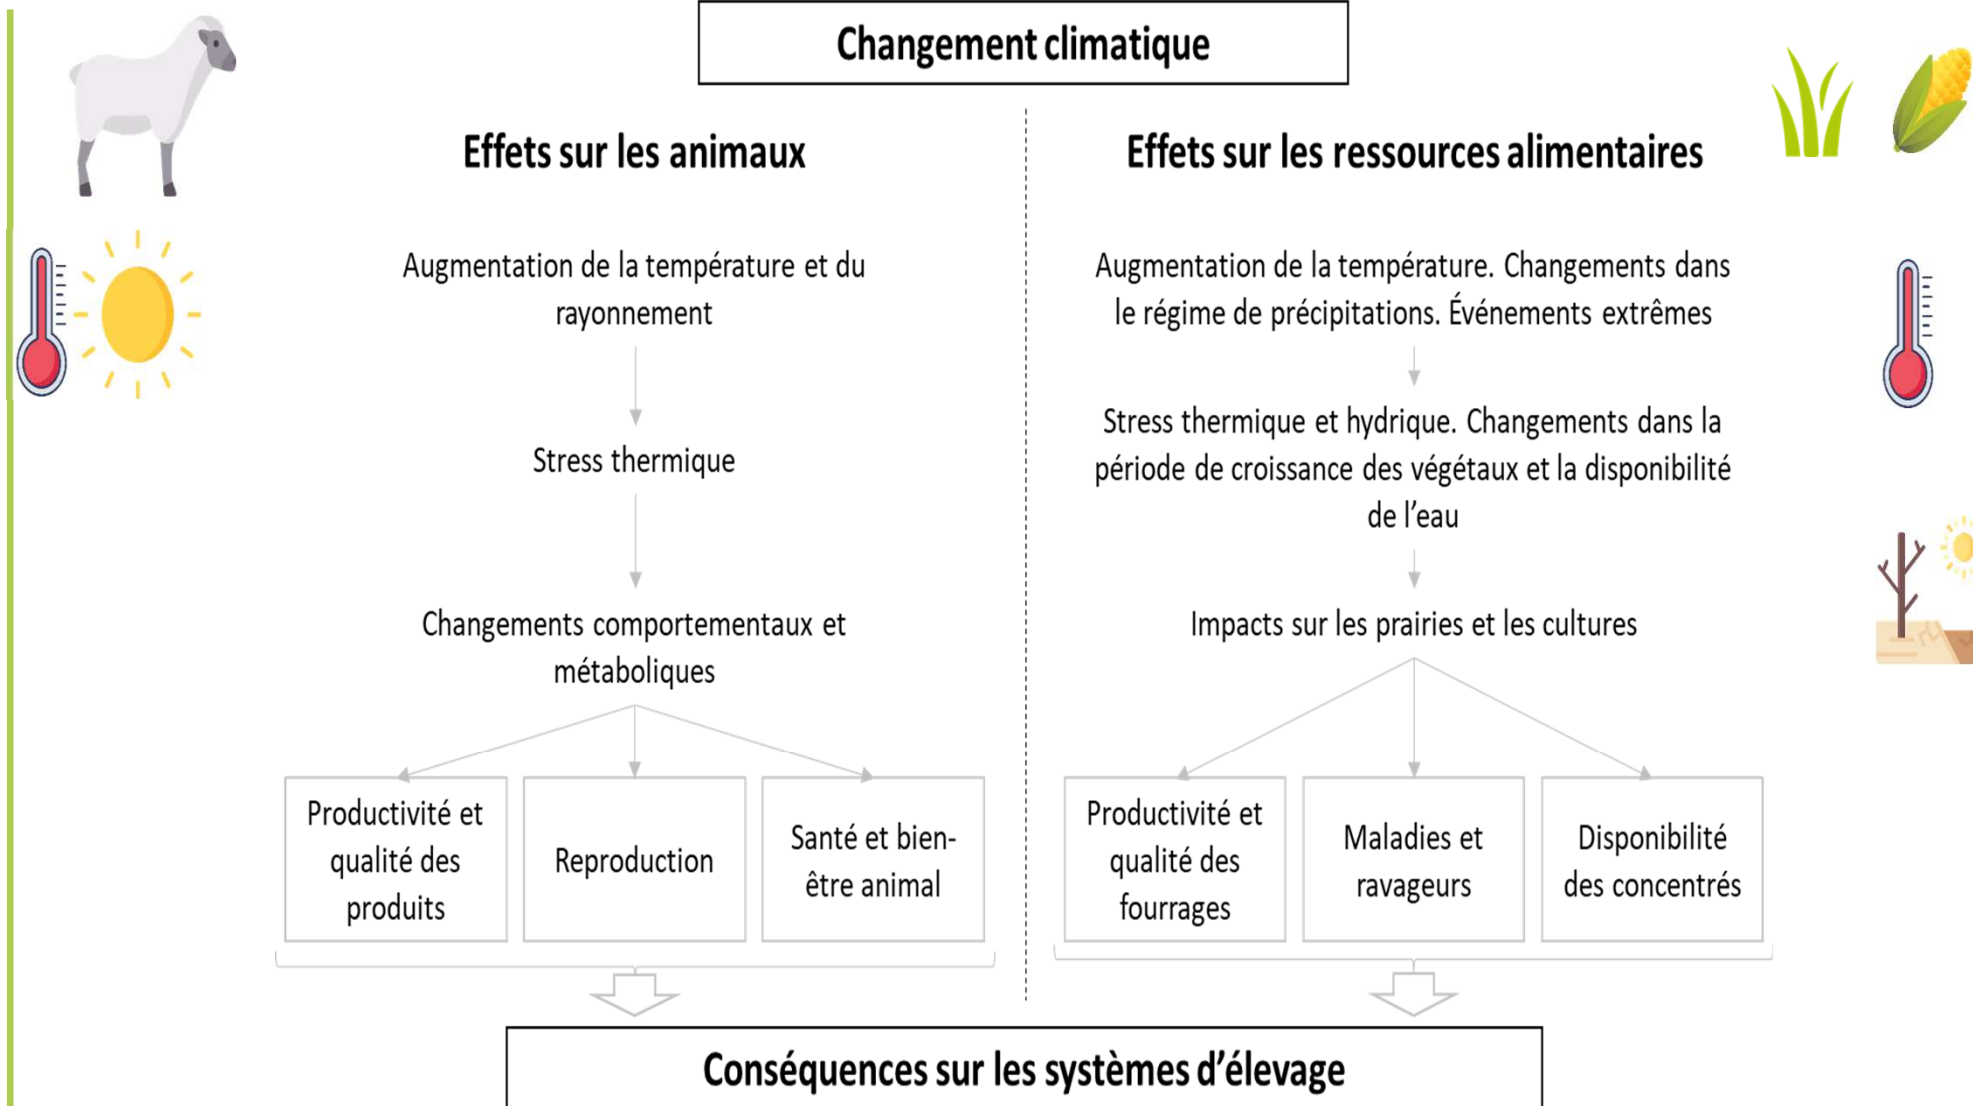 Changement climatique
Effets sur les animaux
Augmentation de la température et du
rayonnement
Stress thermique
Changements comportementaux et
métaboliques
Productivité et
qualité des
produits
Reproduction
Santé et bien-
être animal
Effets sur les ressources alimentaires
Augmentation de la température. Changements dans
le régime de précipitations. Événements extrêmes
Stress thermique et hydrique. Changements dans la
période de croissance des végétaux et la disponibilité
de l’eau
Impacts sur les prairies et les cultures
Productivité et
qualité des
fourrages
Maladies et
ravageurs
Disponibilité
des concentrés
Conséquences sur les systèmes d’élevage